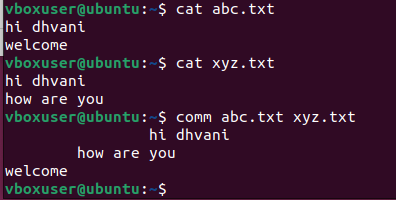 vboxuser@ubuntu:~$ cat abc.txt
hi dhvani
welcome
vboxuser@ubuntu:~$ cat xyz.txt
hi dhvani
how are you
vboxuser@ubuntu:~$ comm abc.txt xyz.txt
                hi dhvani
        how are you
welcome
vboxuser@ubuntu:~$